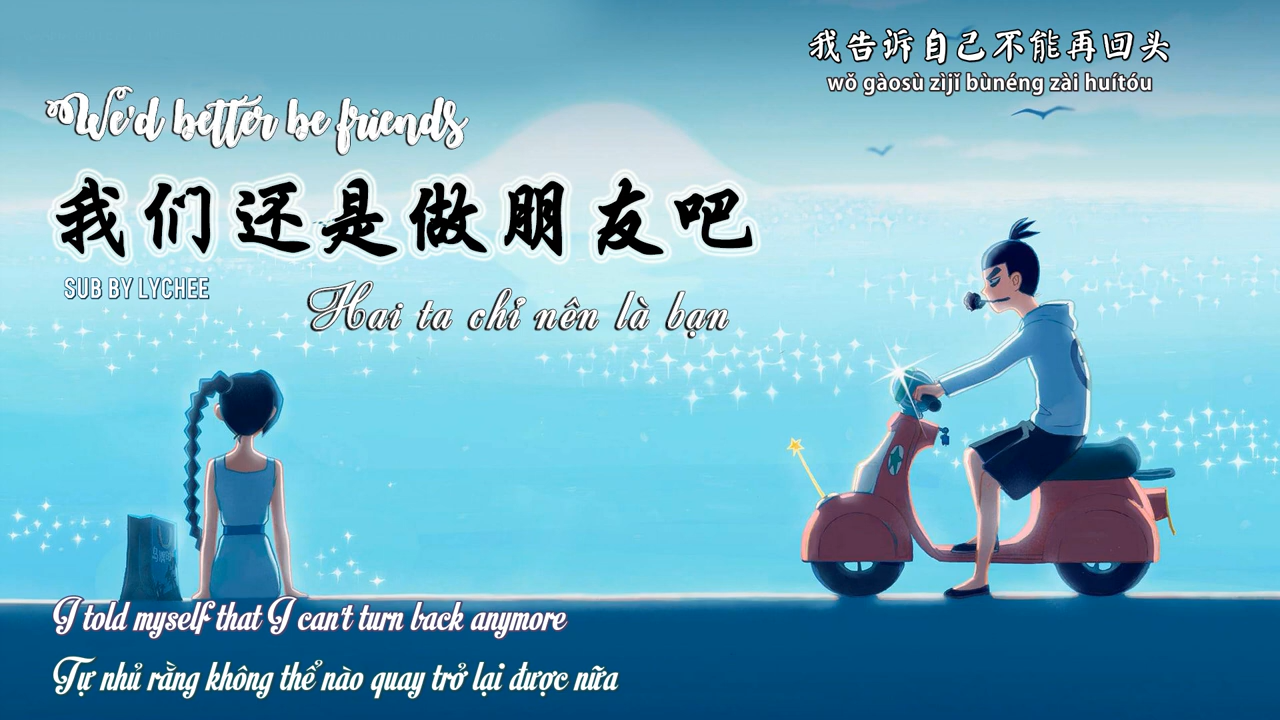 我告诉自己不能再回头
wǒ gàosù zìjǐ bùnéng zài huítóu
We'd better be friends
我们还是做朋友吧
SUB BY LYCHEE
Hai ta chỉ nên là bạn
I told myself that I can't turn back anymore
Tự nhủ rằng không thể nào quay trở lại được nữa